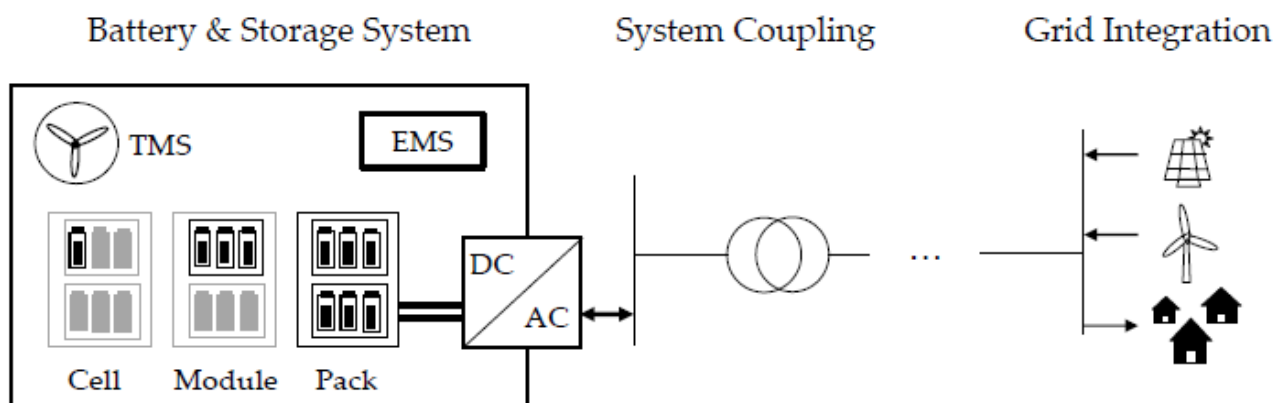 Battery & Storage System
System Coupling
Grid Integration
TMS
EMS
DC
AC
...
Cell
Module
Pack